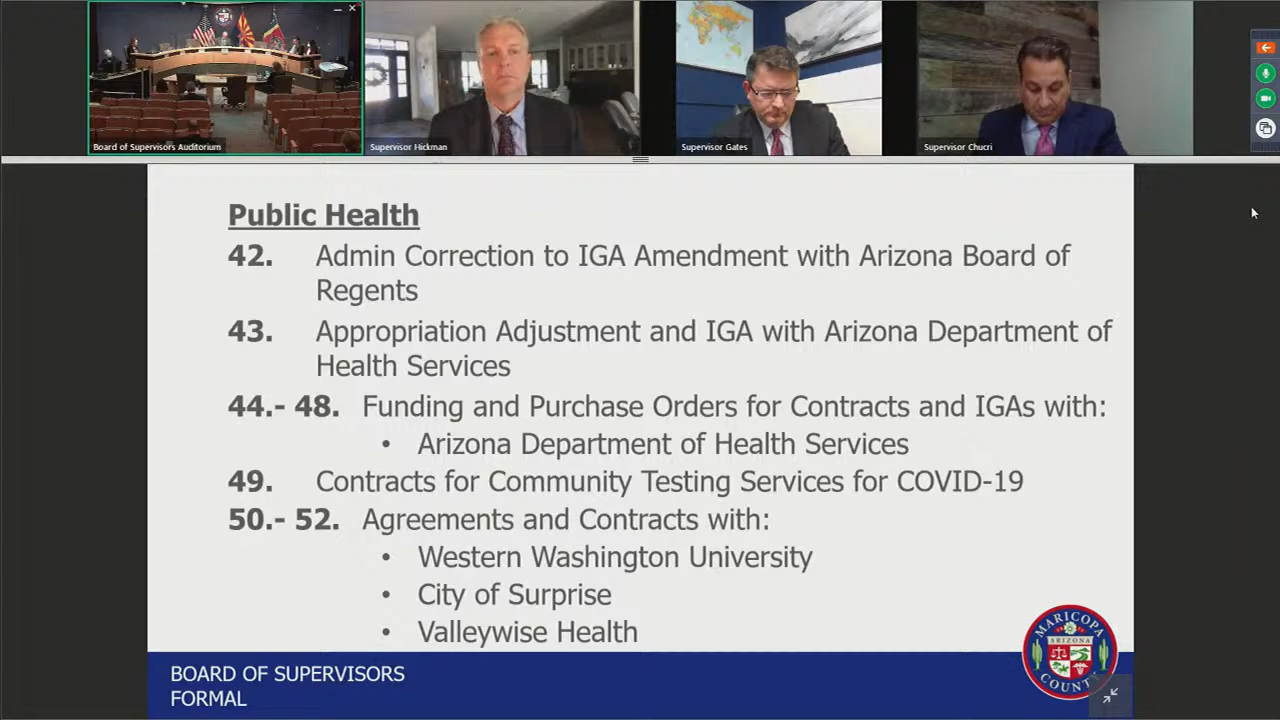 Board of Supervisors Auditorium
Supervisor Hickman
Supervisor Gates
Supervisor Chucri
Public Health
42. Admin Correction to IGA Amendment with Arizona Board of
Regents
43. Appropriation Adjustment and IGA with Arizona Department of
Health Services
44.- 48. Funding and Purchase Orders for Contracts and IGAs with:
• Arizona Department of Health Services
49. Contracts for Community Testing Services for COVID-19
50.- 52. Agreements and Contracts with:
• Western Washington University
• City of Surprise
• Valleywise Health
BOARD OF SUPERVISORS
FORMAL
MARICOPA
ARIZONA
COUNTY